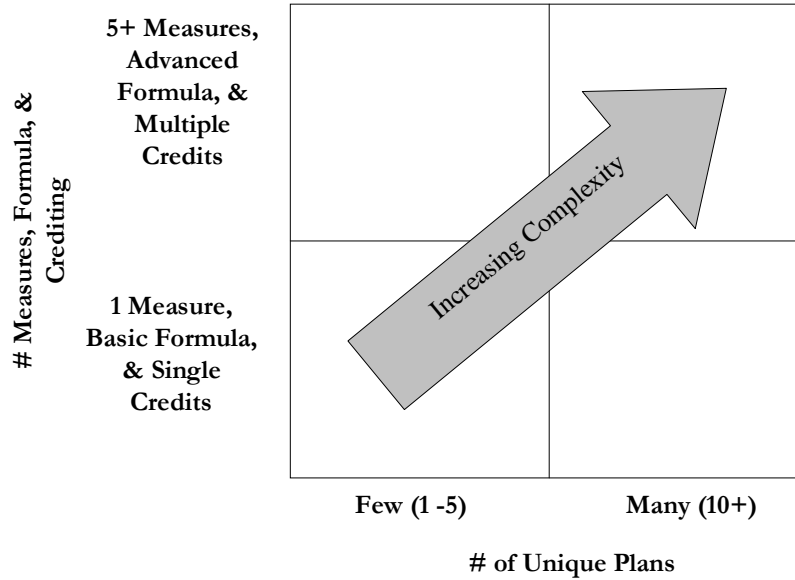 5+ Measures,
Advanced
Formula, &
Multiple
Credits
# Measures, Formula, &
Crediting
Increasing Complexity
1 Measure,
Basic Formula,
& Single
Credits
Few (1 -5)
Many (10+)
# of Unique Plans